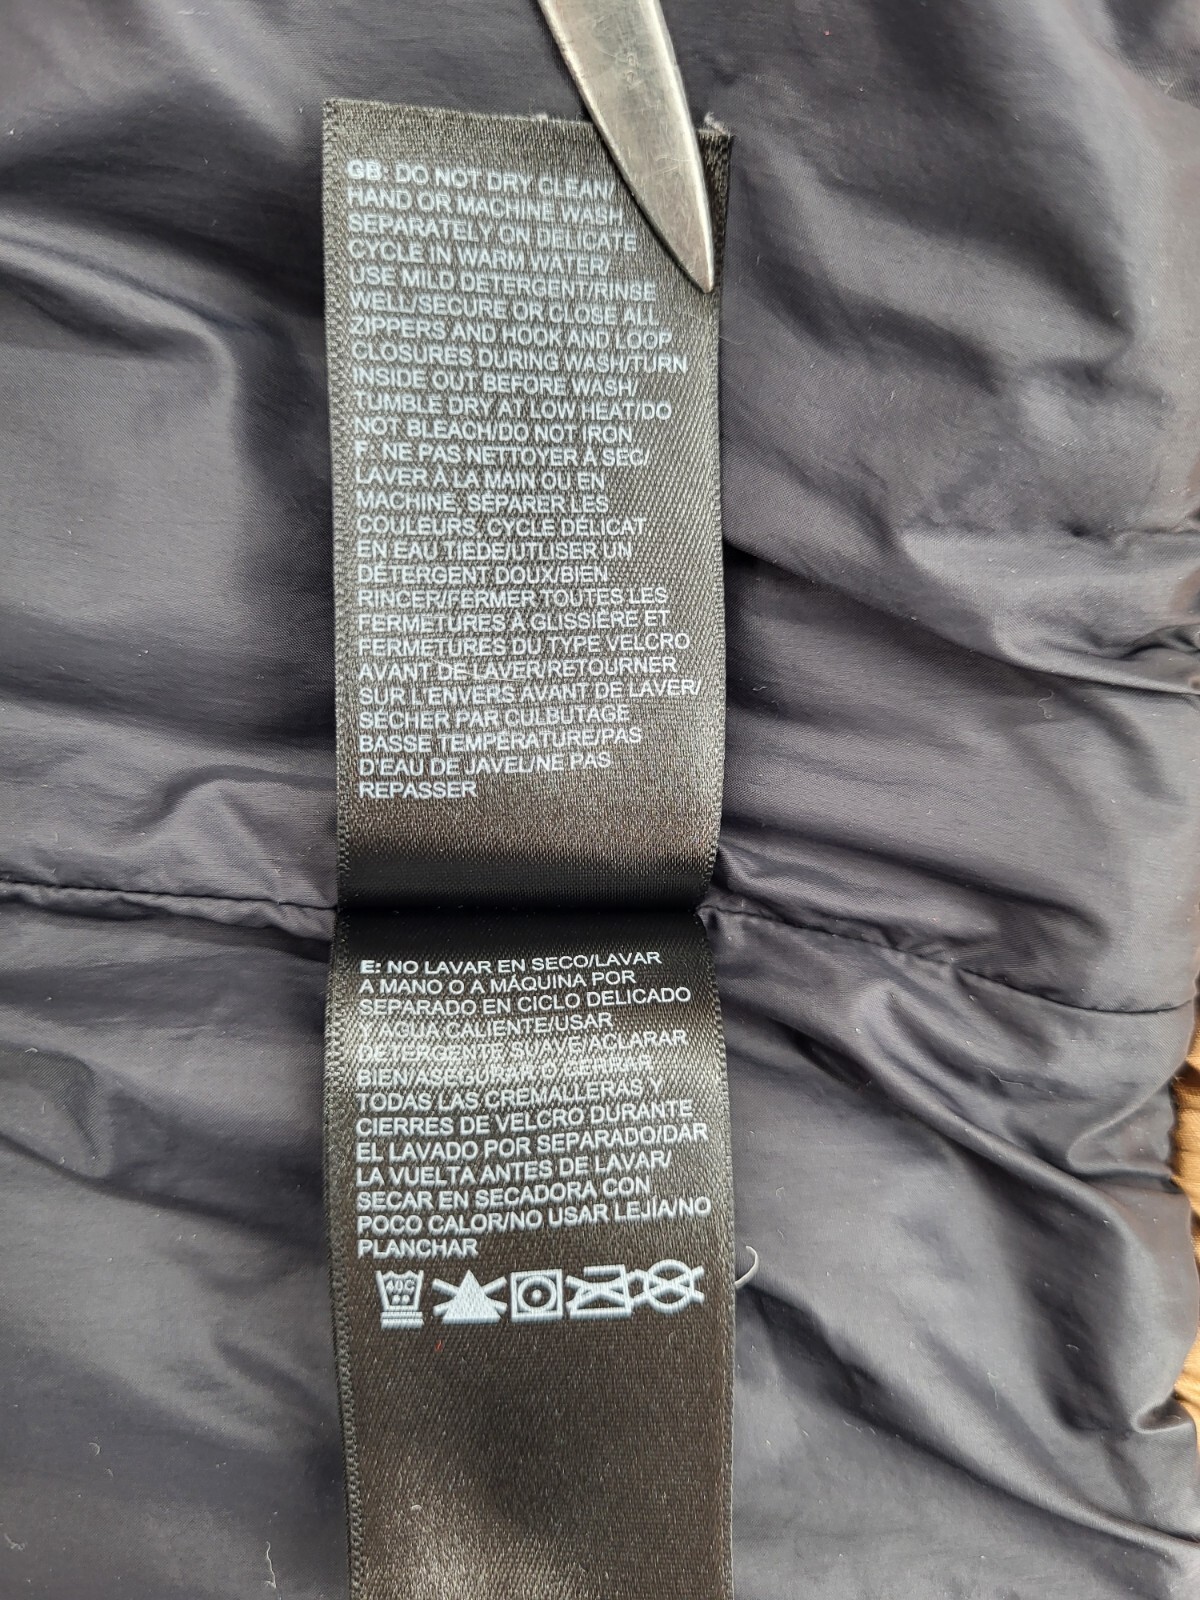 GB: DO NOT DRY CLEAN/
HAND OR MACHINE WASH
SEPARATELY ON DELICATE
CYCLE IN WARM WATER/
USE MILD DETERGENT/RINSE
WELL/SECURE OR CLOSE ALL
ZIPPERS AND HOOK AND LOOP
CLOSURES DURING WASH/TURN
INSIDE OUT BEFORE WASH/
TUMBLE DRY AT LOW HEAT/DO
NOT BLEACH/DO NOT IRON
F: NE PAS NETTOYER À SEC/
LAVER À LA MAIN OU EN
MACHINE, SÉPARER LES
COULEURS, CYCLE DÉLICAT
EN EAU TIEDE/UTLISER UN
DÉTERGENT DOUX/BIEN
RINCER/FERMER TOUTES LES
FERMETURES À GLISSIÈRE ET
FERMETURES DU TYPE VELCRO
AVANT DE LAVER/RETOURNER
SUR L'ENVERS AVANT DE LAVER/
SÉCHER PAR CULBUTAGE
BASSE TEMPÉRATURE/PAS
D'EAU DE JAVEL/NE PAS
REPASSER
E: NO LAVAR EN SECO/LAVAR
A MANO O A MÁQUINA POR
SEPARADO EN CICLO DELICADO
Y AGUA CALIENTE/USAR
DETERGENTE SUAVE/ACLARAR
BIEN/ASEGURAR O CERRAR
TODAS LAS CREMALLERAS Y
CIERRES DE VELCRO DURANTE
EL LAVADO POR SEPARADO/DAR
LA VUELTA ANTES DE LAVAR/
SECAR EN SECADORA CON
POCO CALOR/NO USAR LEJÍA/NO
PLANCHAR
40C